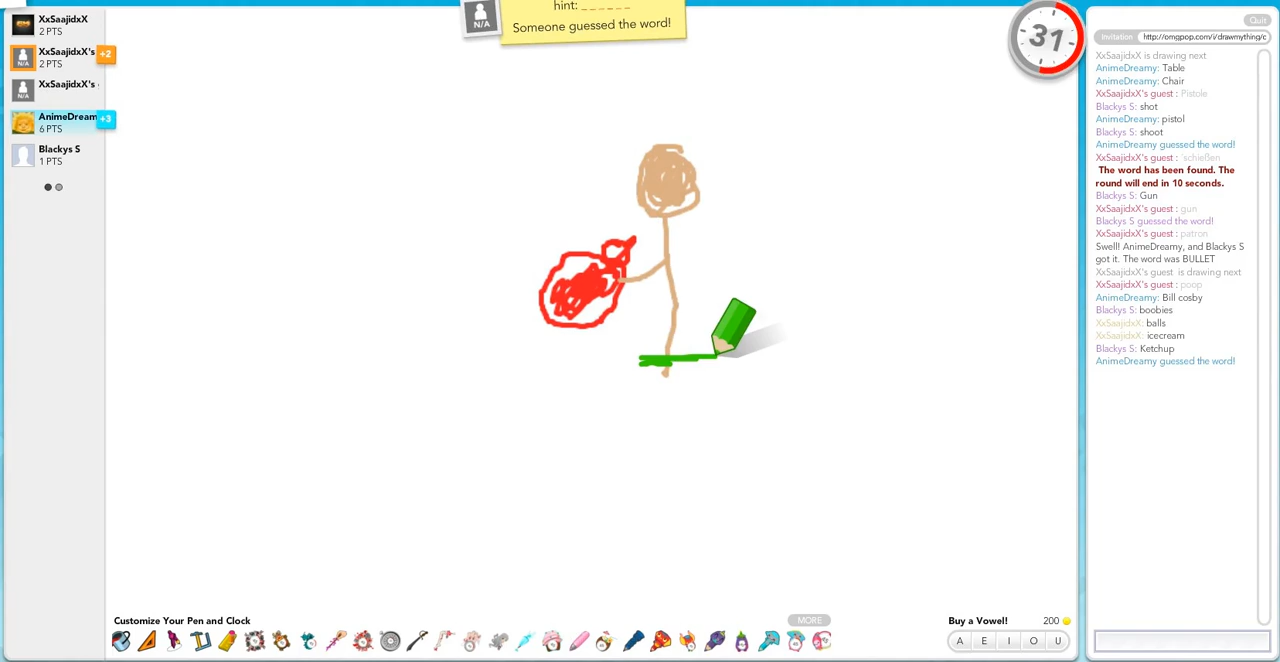 XxSaajidxX
2 PTS
XxSaajidxX's
2 PTS
+2
XxSaajidxX's
AnimeDream
6 PTS
+3
Blackys S
1 PTS
N/A
N/A
N/A
hint: _ _ _ _ _ _
Someone guessed the word!
31
Quit
Invitation http://omgpop.com/i/drawmything/c
XxSaajidxX is drawing next
AnimeDreamy: Table
AnimeDreamy: Chair
XxSaajidxX's guest : Pistole
Blackys S: shot
AnimeDreamy: pistol
Blackys S: shoot
AnimeDreamy guessed the word!
XxSaajidxX's guest : ´schießen
The word has been found. The
round will end in 10 seconds.
Blackys S: Gun
XxSaajidxX's guest : gun
Blackys S guessed the word!
XxSaajidxX's guest : patron
Swell! AnimeDreamy, and Blackys S
got it. The word was BULLET
XxSaajidxX's guest is drawing next
XxSaajidxX's guest : poop
AnimeDreamy: Bill cosby
Blackys S: boobies
XxSaajidxX: balls
XxSaajidxX: icecream
Blackys S: Ketchup
AnimeDreamy guessed the word!
Customize Your Pen and Clock
MORE
Buy a Vowel!
200
A E I O U